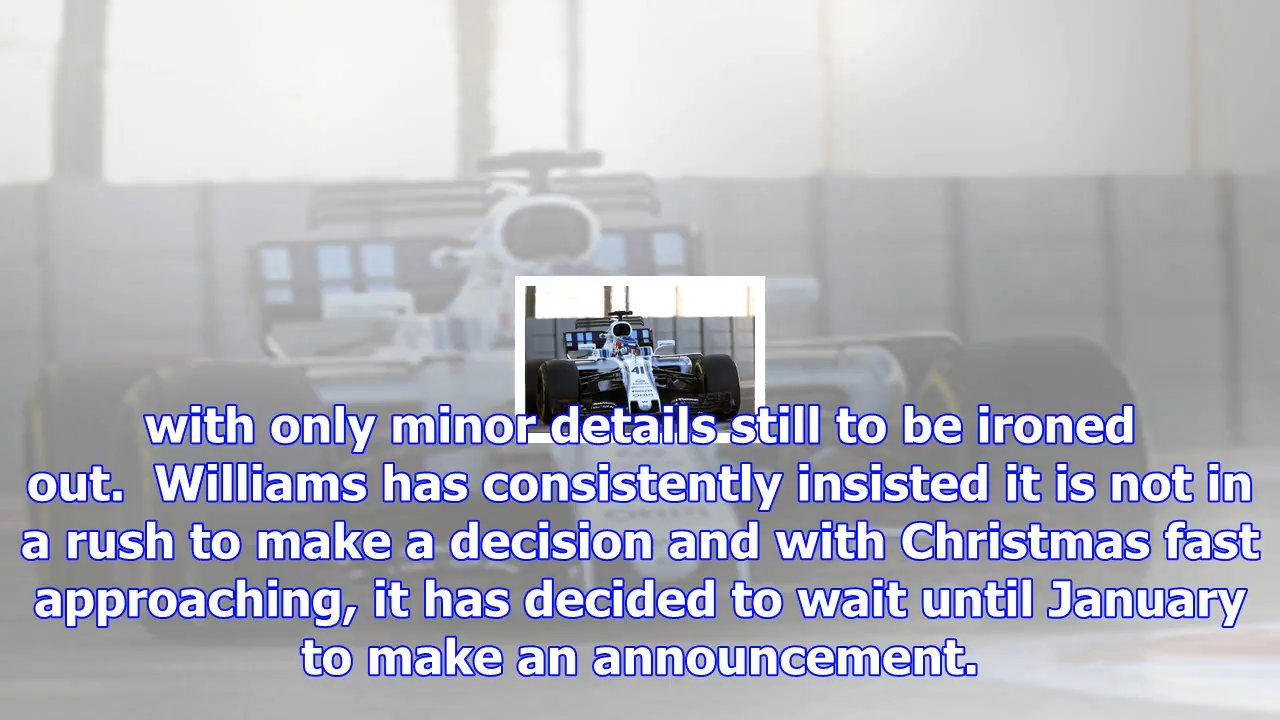 41
with only minor details still to be ironed
out.  Williams has consistently insisted it is not in
a rush to make a decision and with Christmas fast
approaching, it has decided to wait until January
to make an announcement.